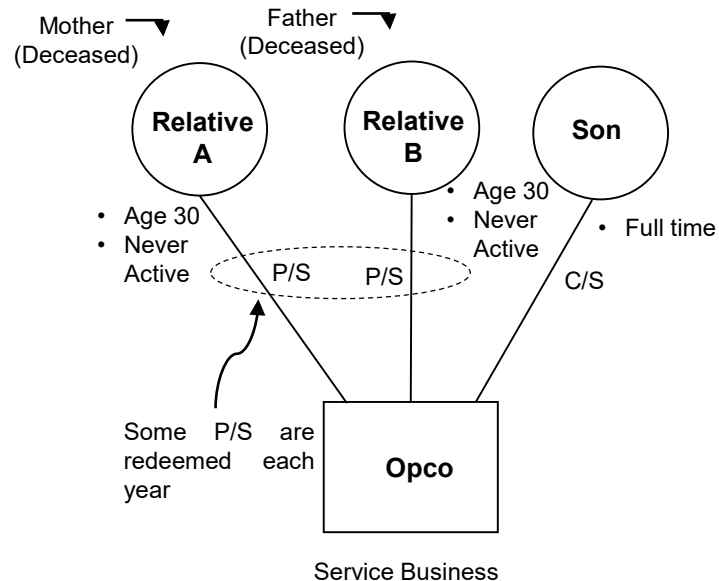 Mother
(Deceased)
Father
(Deceased)
Relative
A
Relative
B
Son
• Age 30
• Never
Active
• Age 30
• Never
Active
• Full time
P/S
P/S
C/S
Some P/S are
redeemed each
year
Opco
Service Business